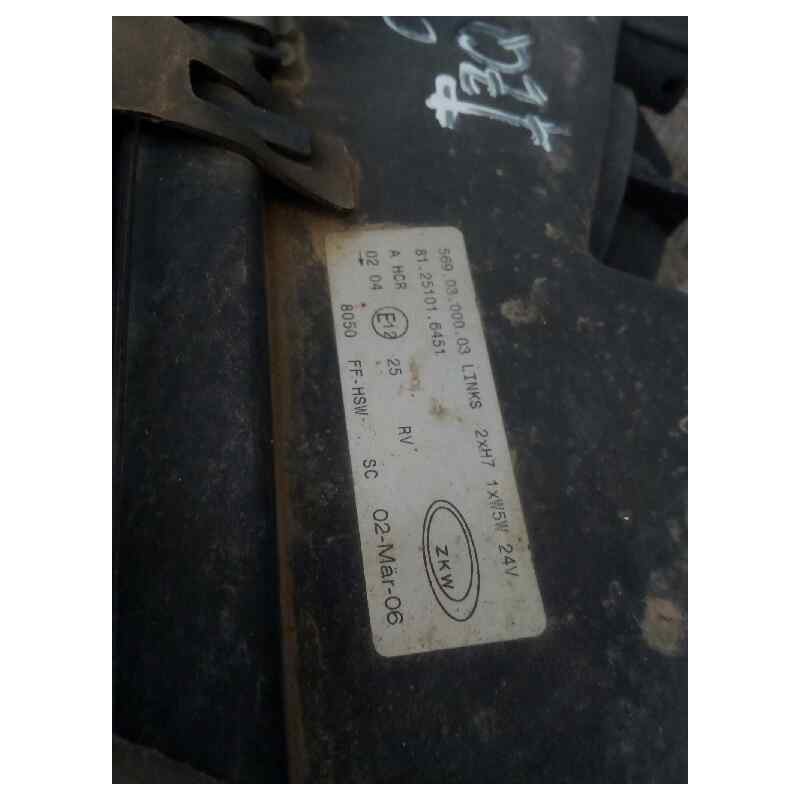 569.03.000.03 LINKS 2xH7 1xW5W 24V
81.25101.6451
A HCR
02 04 E12 25 RV
8050 FF-HSW SC 02-Mär-06
ZKW